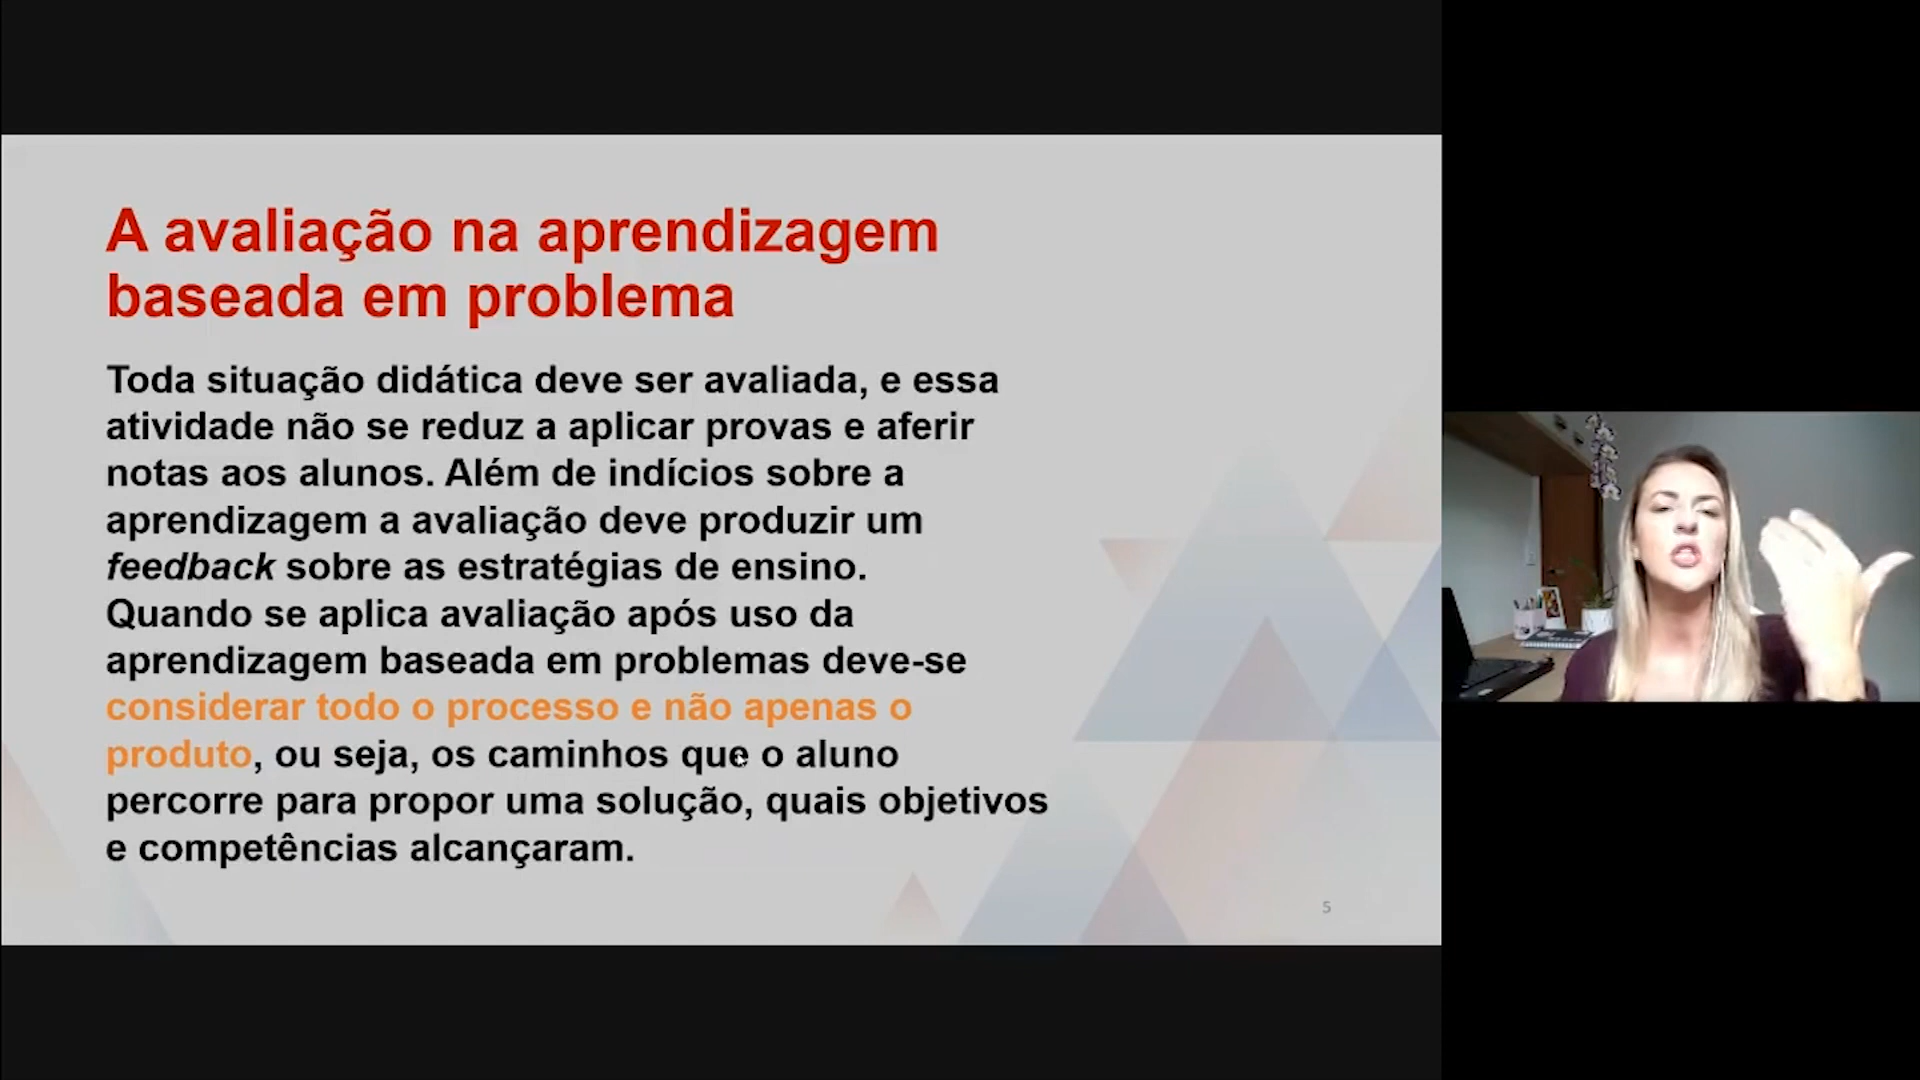 A avaliação na aprendizagem
baseada em problema
Toda situação didática deve ser avaliada, e essa
atividade não se reduz a aplicar provas e aferir
notas aos alunos. Além de indícios sobre a
aprendizagem a avaliação deve produzir um
feedback sobre as estratégias de ensino.
Quando se aplica avaliação após uso da
aprendizagem baseada em problemas deve-se
considerar todo o processo e não apenas o
produto, ou seja, os caminhos que o aluno
percorre para propor uma solução, quais objetivos
e competências alcançaram.
5